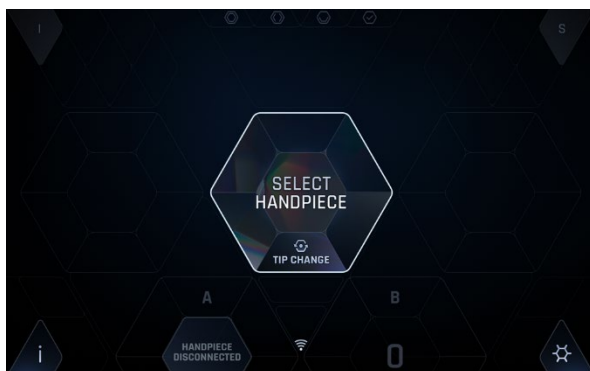 I
S
SELECT
HANDPIECE
TIP CHANGE
A
B
HANDPIECE
DISCONNECTED
0
i